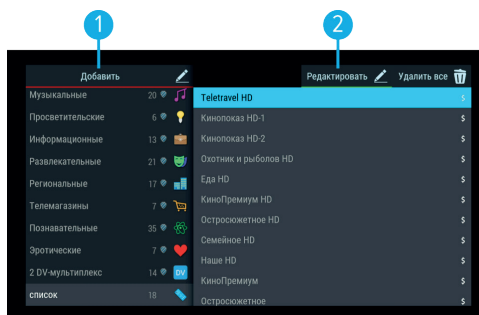 1 2
Добавить Редактировать Удалить все
Музыкальные 20
Просветительские 6
Информационные 13
Развлекательные 21
Региональные 17
Телемагазины 7
Познавательные 35
Эротические 7
2 DV-мультиплекс 14 DV
список 18
Teletravel HD $
Кинопоказ HD-1 $
Кинопоказ HD-2 $
Охотник и рыболов HD $
Еда HD $
КиноПремиум HD $
Остросюжетное HD $
Семейное HD $
Наше HD $
КиноПремиум $
Остросюжетное $